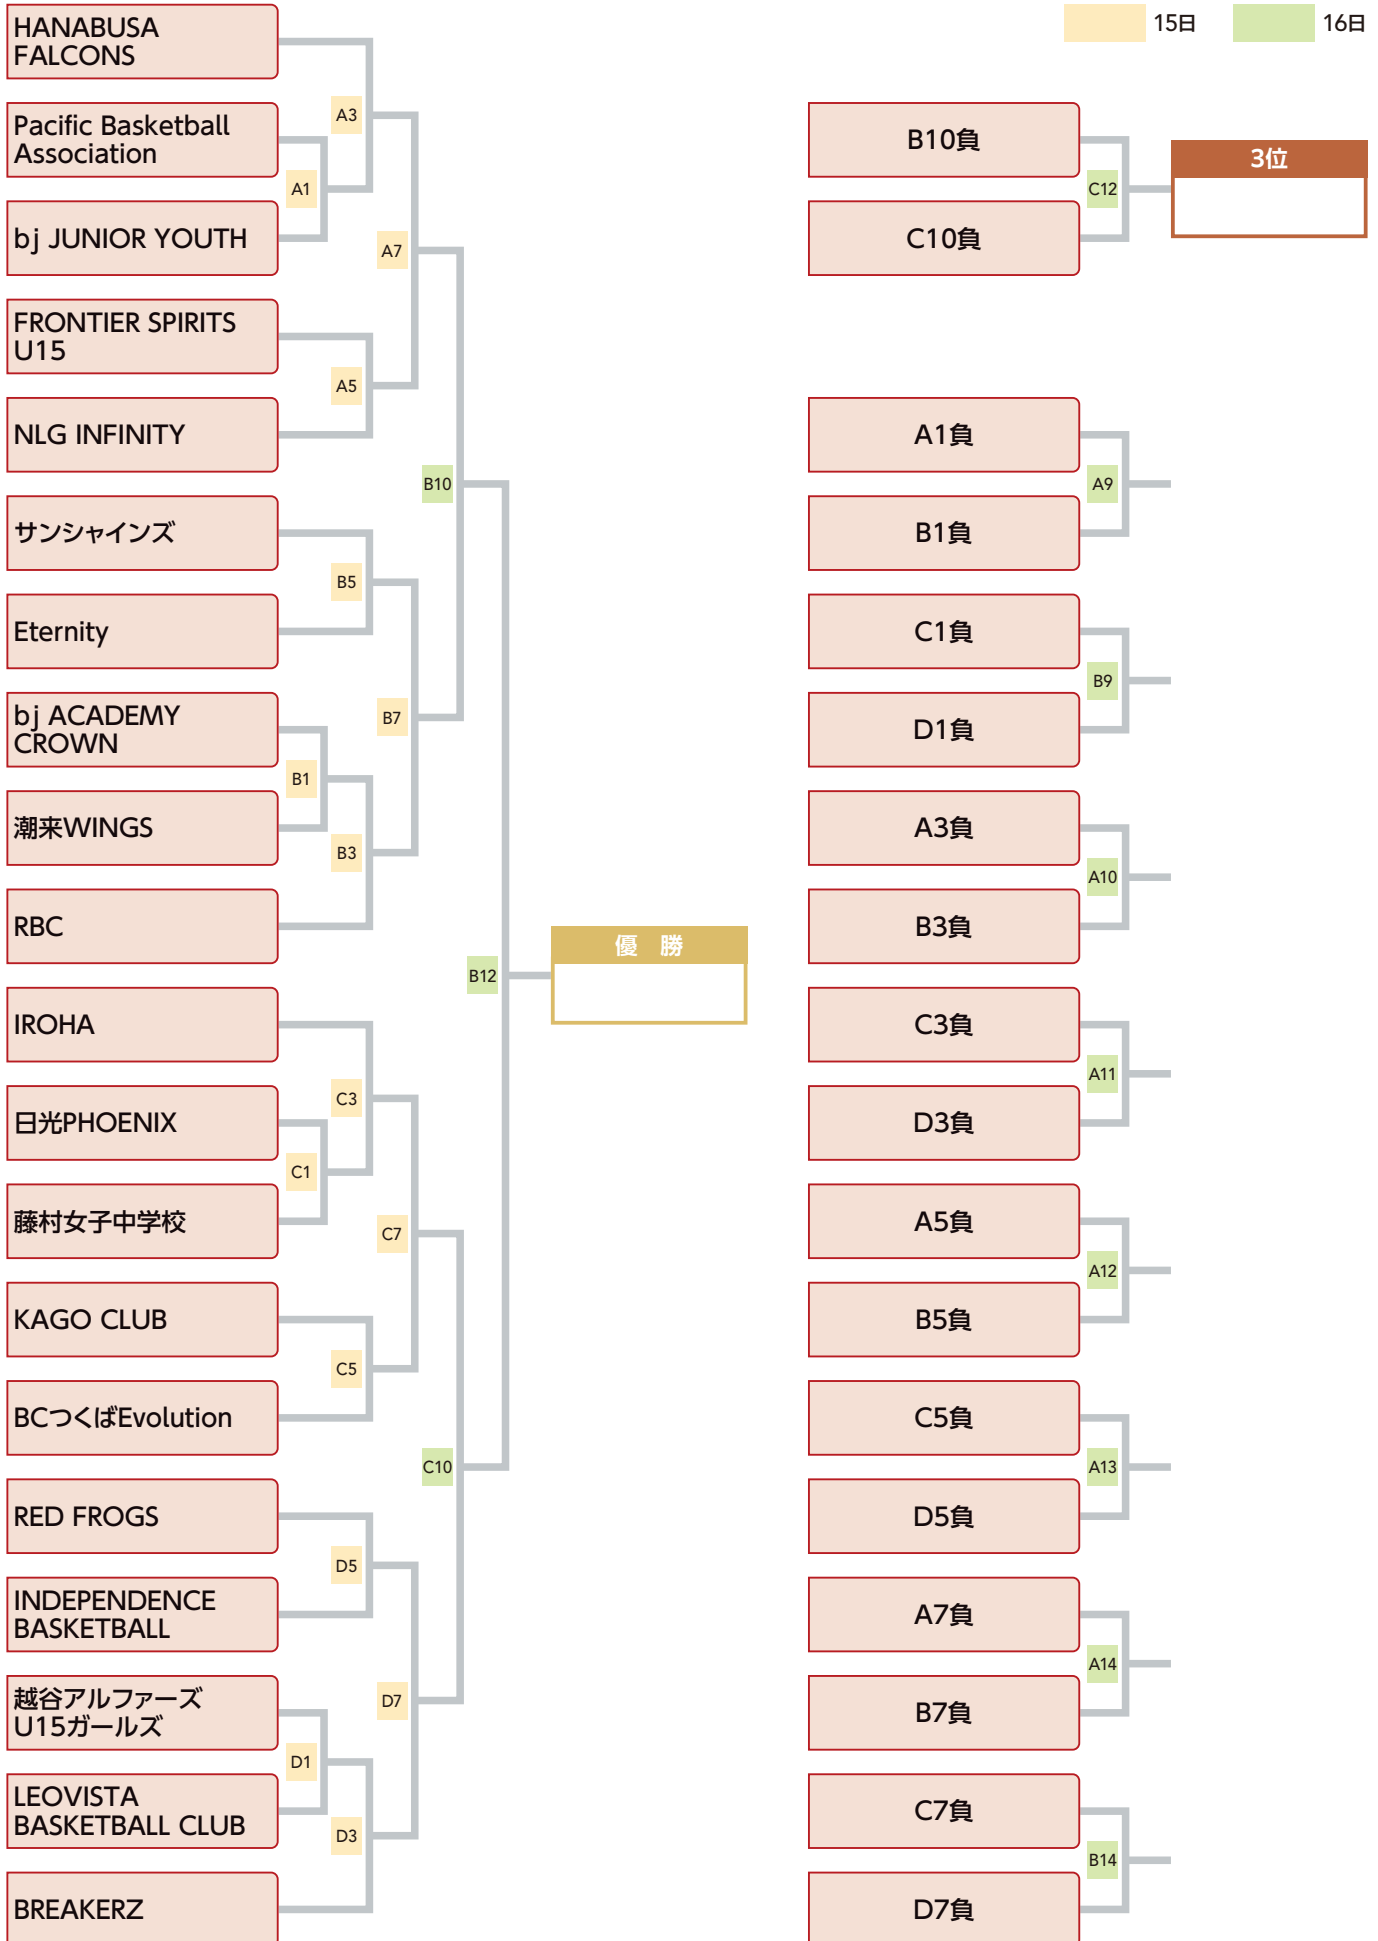 15日
16日
HANABUSA
FALCONS
Pacific Basketball
Association
bj JUNIOR YOUTH
FRONTIER SPIRITS
U15
NLG INFINITY
サンシャインズ
Eternity
bj ACADEMY
CROWN
潮来WINGS
RBC
IROHA
日光PHOENIX
藤村女子中学校
KAGO CLUB
BCつくばEvolution
RED FROGS
INDEPENDENCE
BASKETBALL
越谷アルファーズ
U15ガールズ
LEOVISTA
BASKETBALL CLUB
BREAKERZ
A1
B1
C1
D1
A3
A5
B5
B3
C3
C5
D5
D3
A7
B7
C7
D7
B10
C10
B12
優 勝
B10負
C10負
C12
3位
A1負
B1負
A9
C1負
D1負
B9
A3負
B3負
A10
C3負
D3負
A11
A5負
B5負
A12
C5負
D5負
A13
A7負
B7負
A14
C7負
D7負
B14